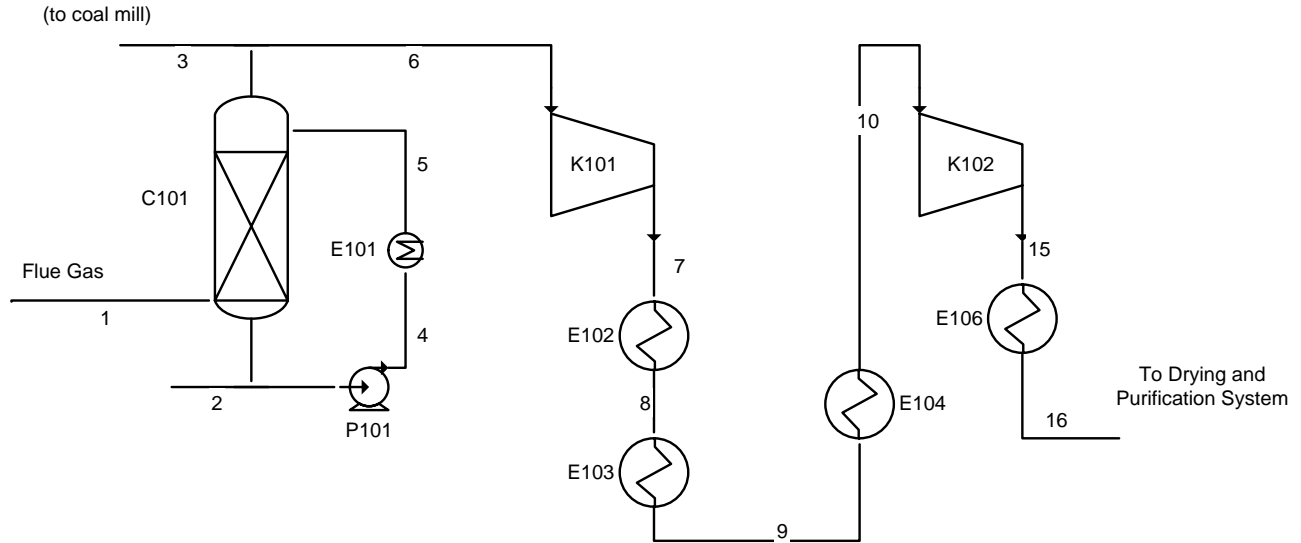 (to coal mill)
3
6
10
K101
K102
5
C101
E101
15
Flue Gas
7
1
E102
E106
4
To Drying and
Purification System
2
8
E104
16
P101
E103
9